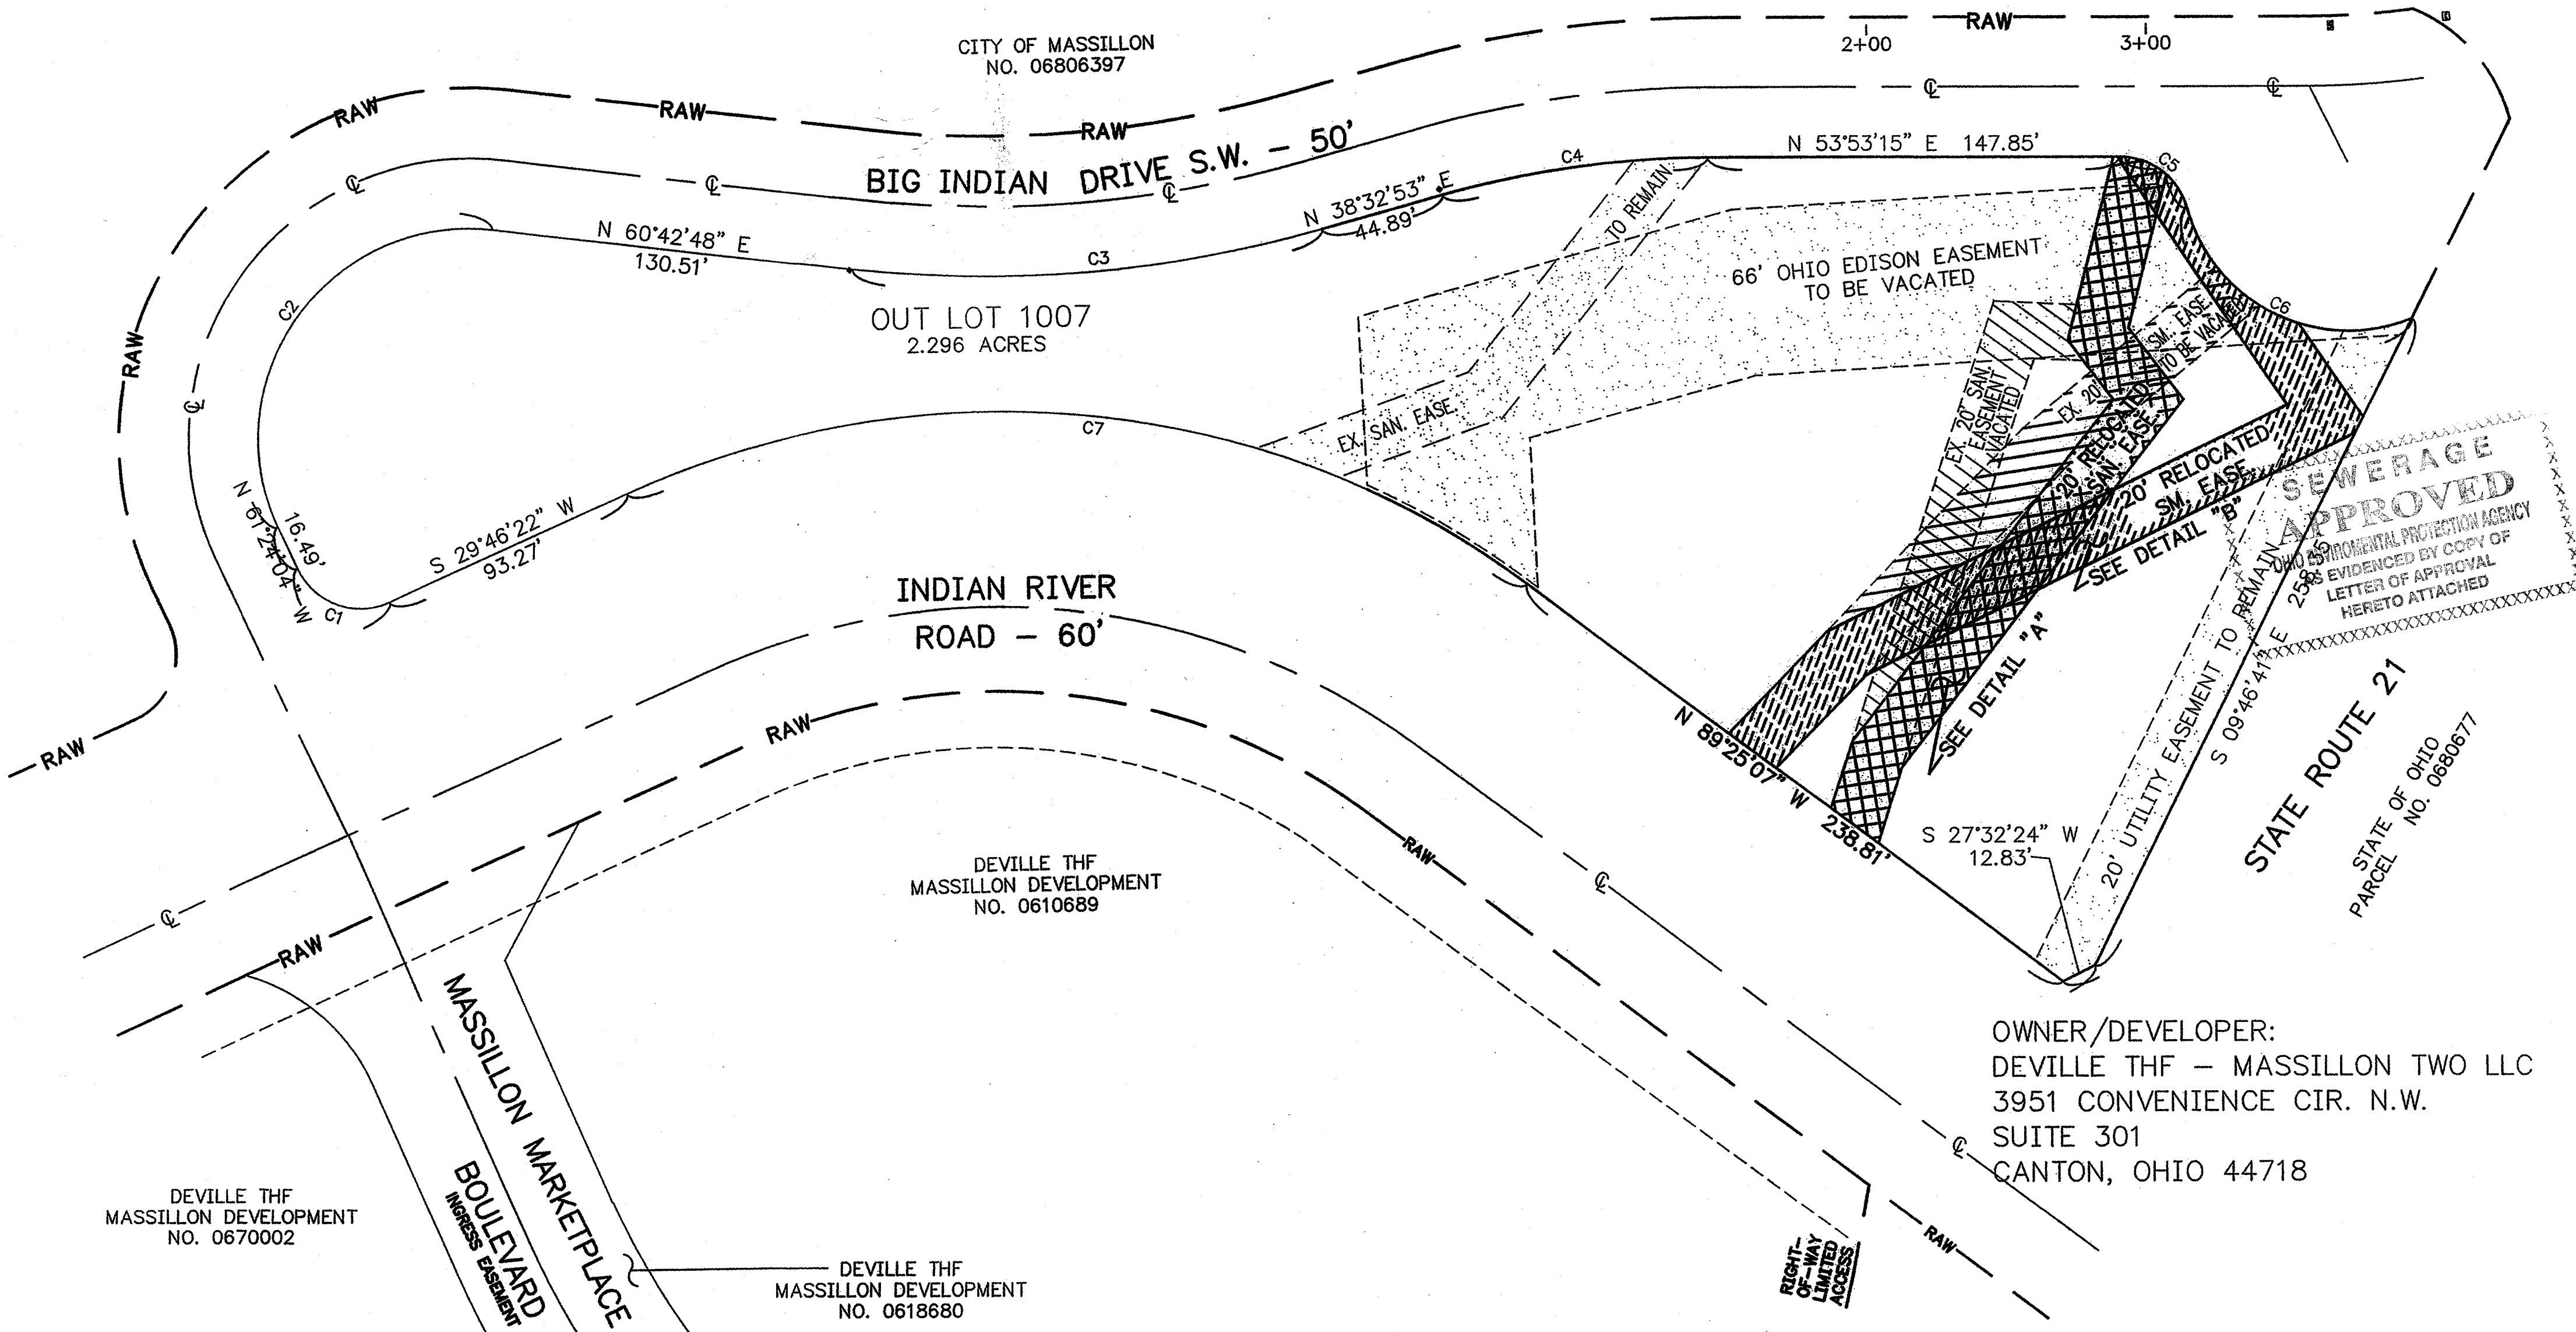 CITY OF MASSILLON
NO. 06806397
RAW
2+00
3+00
RAW
RAW
RAW
RAW
RAW
RAW
RAW
RAW
RAW
RAW
BIG INDIAN DRIVE S.W. - 50'
N 53°53'15" E 147.85'
N 38°32'53" E
44.89'
N 60°42'48" E
130.51'
C1
C2
C3
C4
C5
C6
C7
OUT LOT 1007
2.296 ACRES
TO REMAIN
EX. SAN. EASE.
66' OHIO EDISON EASEMENT
TO BE VACATED
SM. EASE.
TO BE VACATED
EX. 20'
EX. 20' SAN.
EASEMENT
VACATED
20' RELOCATED
SAN. EASE.
20' RELOCATED
SM. EASE.
SEE DETAIL "B"
SEE DETAIL "A"
N 61°24'04" W
16.49'
S 29°46'22" W
93.27'
INDIAN RIVER
ROAD - 60'
N 89°25'07" W
238.81'
S 27°32'24" W
12.83'
20' UTILITY EASEMENT TO REMAIN
S 09°46'41" E
SEWERAGE
APPROVED
OHIO ENVIROMENTAL PROTECTION AGENCY
AS EVIDENCED BY COPY OF
LETTER OF APPROVAL
HERETO ATTACHED
STATE ROUTE 21
STATE OF OHIO
PARCEL NO. 0680677
DEVILLE THF
MASSILLON DEVELOPMENT
NO. 0610689
MASSILLON MARKETPLACE
BOULEVARD
INGRESS EASEMENT
DEVILLE THF
MASSILLON DEVELOPMENT
NO. 0670002
DEVILLE THF
MASSILLON DEVELOPMENT
NO. 0618680
RIGHT-
OF-WAY
LIMITED
ACCESS
OWNER/DEVELOPER:
DEVILLE THF - MASSILLON TWO LLC
3951 CONVENIENCE CIR. N.W.
SUITE 301
CANTON, OHIO 44718